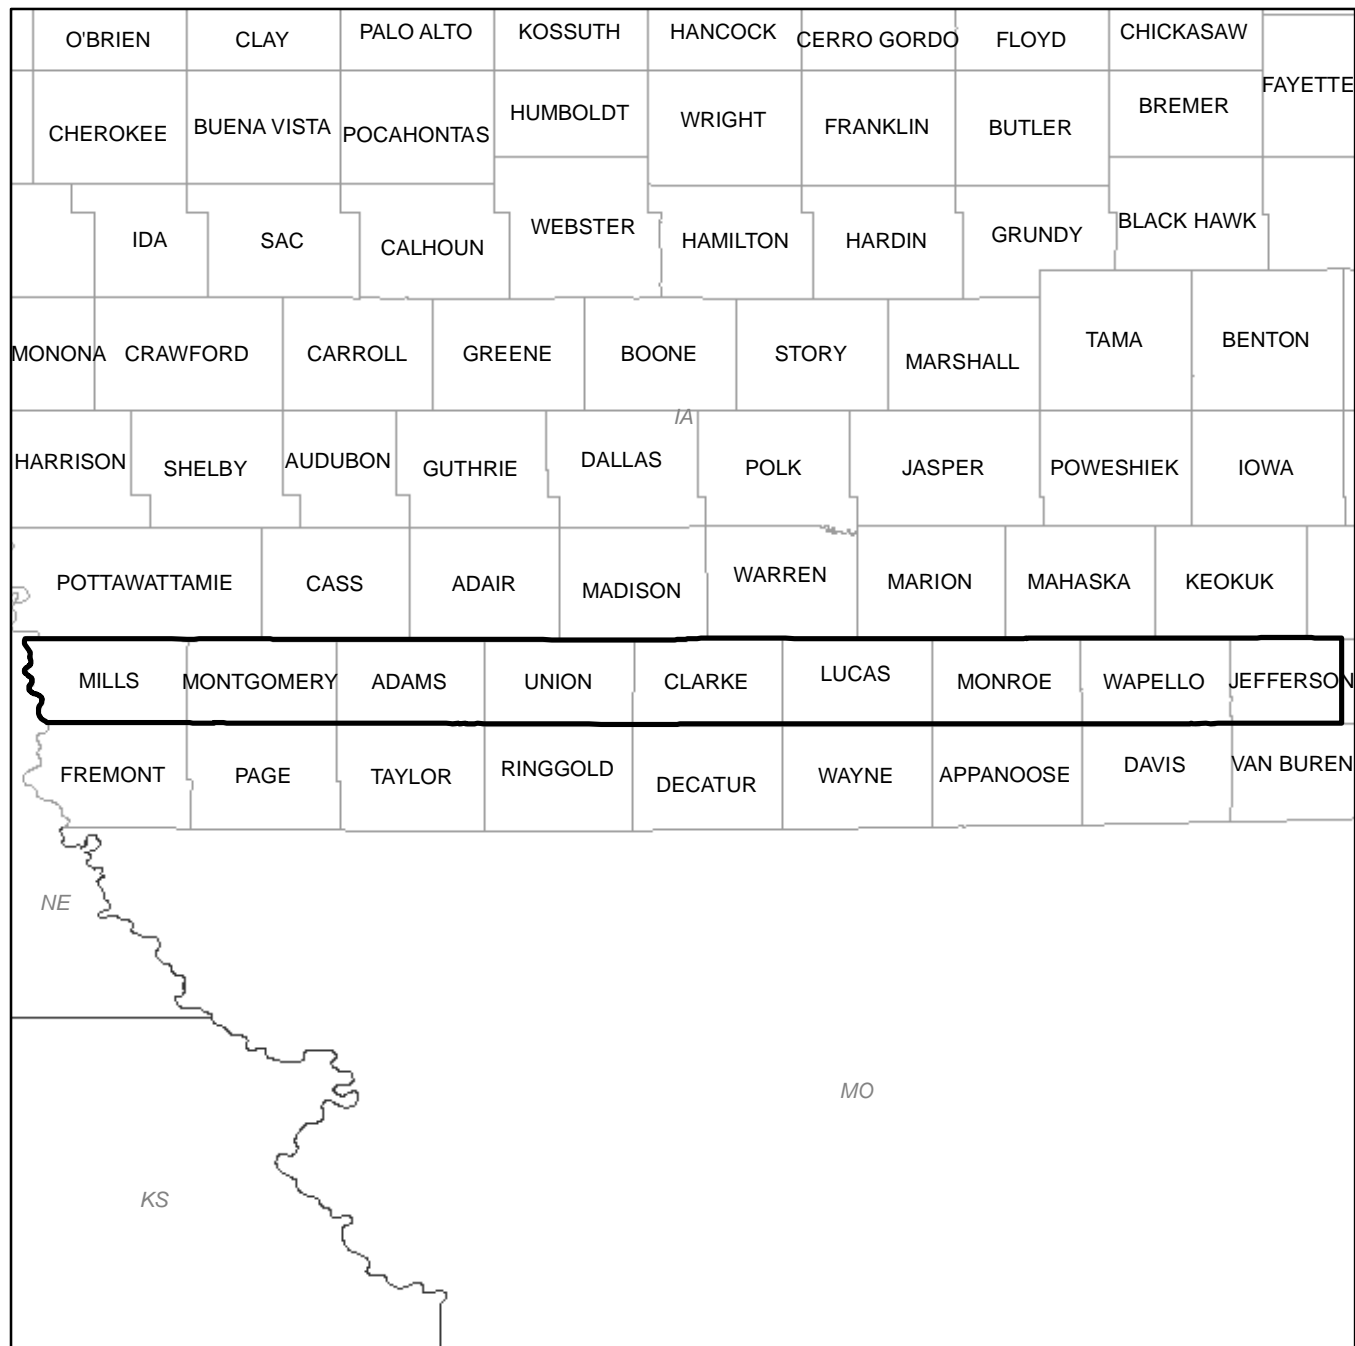 O'BRIEN CLAY PALO ALTO KOSSUTH HANCOCK CERRO GORDO FLOYD CHICKASAW
FAYETTE
CHEROKEE BUENA VISTA POCAHONTAS HUMBOLDT WRIGHT FRANKLIN BUTLER BREMER
IDA SAC CALHOUN WEBSTER HAMILTON HARDIN GRUNDY BLACK HAWK
MONONA CRAWFORD CARROLL GREENE BOONE STORY MARSHALL TAMA BENTON
IA
HARRISON SHELBY AUDUBON GUTHRIE DALLAS POLK JASPER POWESHIEK IOWA
POTTAWATTAMIE CASS ADAIR MADISON WARREN MARION MAHASKA KEOKUK
MILLS MONTGOMERY ADAMS UNION CLARKE LUCAS MONROE WAPELLO JEFFERSON
FREMONT PAGE TAYLOR RINGGOLD DECATUR WAYNE APPANOOSE DAVIS VAN BUREN
NE
MO
KS